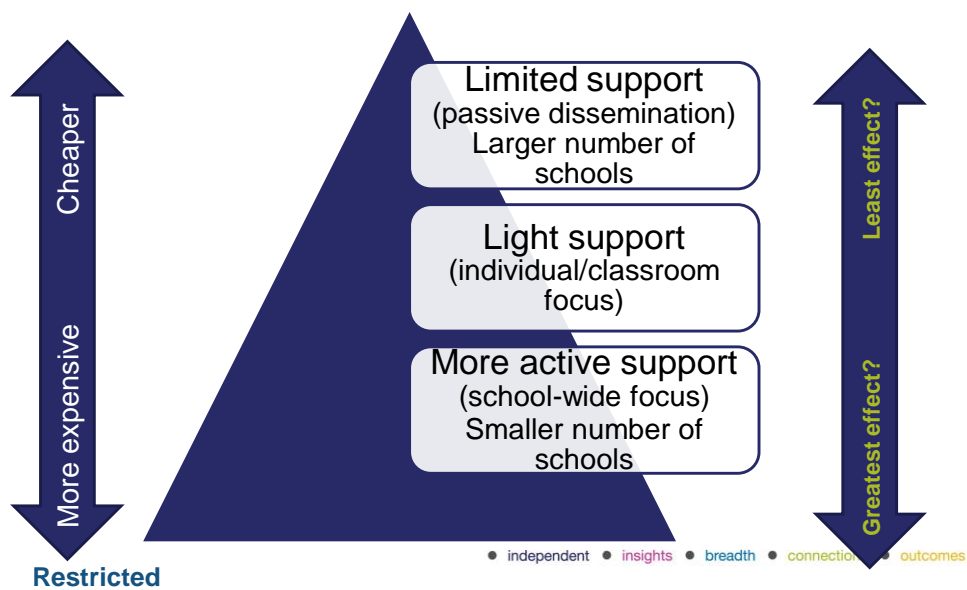 Cheaper
More expensive
Limited support
(passive dissemination)
Larger number of
schools
Light support
(individual/classroom
focus)
More active support
(school-wide focus)
Smaller number of
schools
Least effect?
Greatest effect?
independent insights breadth connection outcomes
Restricted